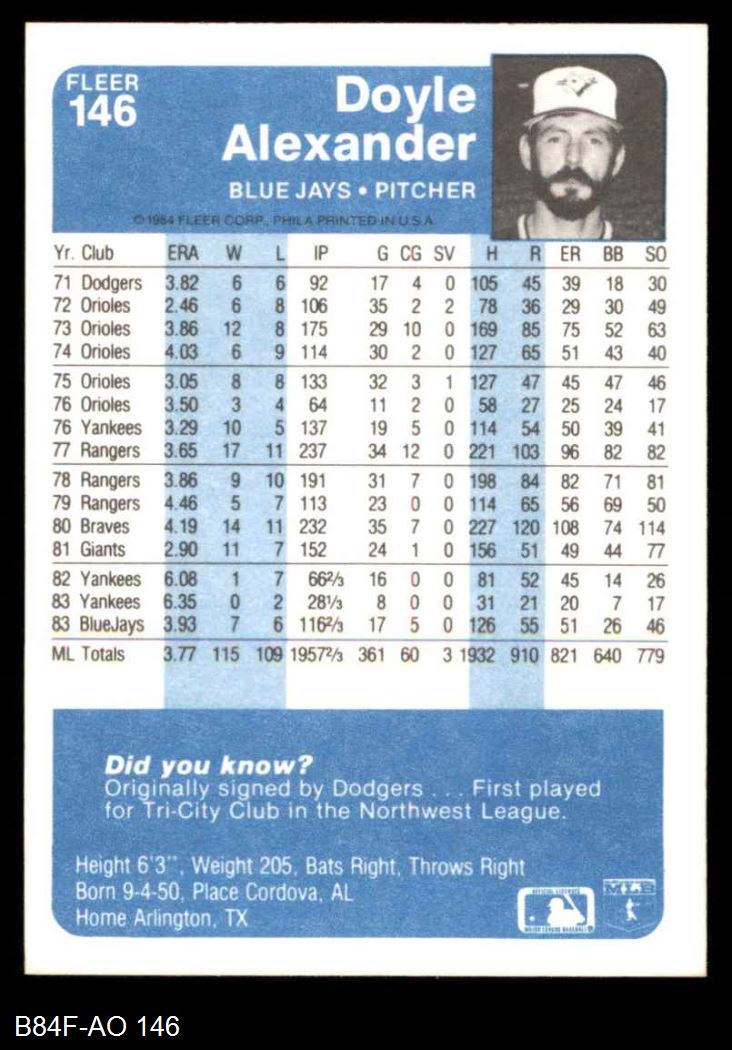 FLEER
146
Doyle
Alexander
BLUE JAYS • PITCHER
© 1984 FLEER CORP., PHILA PRINTED IN U.S.A.
Yr. Club ERA W L IP G CG SV H R ER BB SO
71 Dodgers 3.82 6 6 92 17 4 0 105 45 39 18 30
72 Orioles 2.46 6 8 106 35 2 2 78 36 29 30 49
73 Orioles 3.86 12 8 175 29 10 0 169 85 75 52 63
74 Orioles 4.03 6 9 114 30 2 0 127 65 51 43 40
75 Orioles 3.05 8 8 133 32 3 1 127 47 45 47 46
76 Orioles 3.50 3 4 64 11 2 0 58 27 25 24 17
76 Yankees 3.29 10 5 137 19 5 0 114 54 50 39 41
77 Rangers 3.65 17 11 237 34 12 0 221 103 96 82 82
78 Rangers 3.86 9 10 191 31 7 0 198 84 82 71 81
79 Rangers 4.46 5 7 113 23 0 0 114 65 56 69 50
80 Braves 4.19 14 11 232 35 7 0 227 120 108 74 114
81 Giants 2.90 11 7 152 24 1 0 156 51 49 44 77
82 Yankees 6.08 1 7 66⅔ 16 0 0 81 52 45 14 26
83 Yankees 6.35 0 2 28⅓ 8 0 0 31 21 20 7 17
83 BlueJays 3.93 7 6 116⅔ 17 5 0 126 55 51 26 46
ML Totals 3.77 115 109 1957⅔ 361 60 3 1932 910 821 640 779
Did you know?
Originally signed by Dodgers . . . First played
for Tri-City Club in the Northwest League.
Height 6'3", Weight 205, Bats Right, Throws Right
Born 9-4-50, Place Cordova, AL
Home Arlington, TX
OFFICIAL LICENSEE
MAJOR LEAGUE BASEBALL
B84F-AO 146